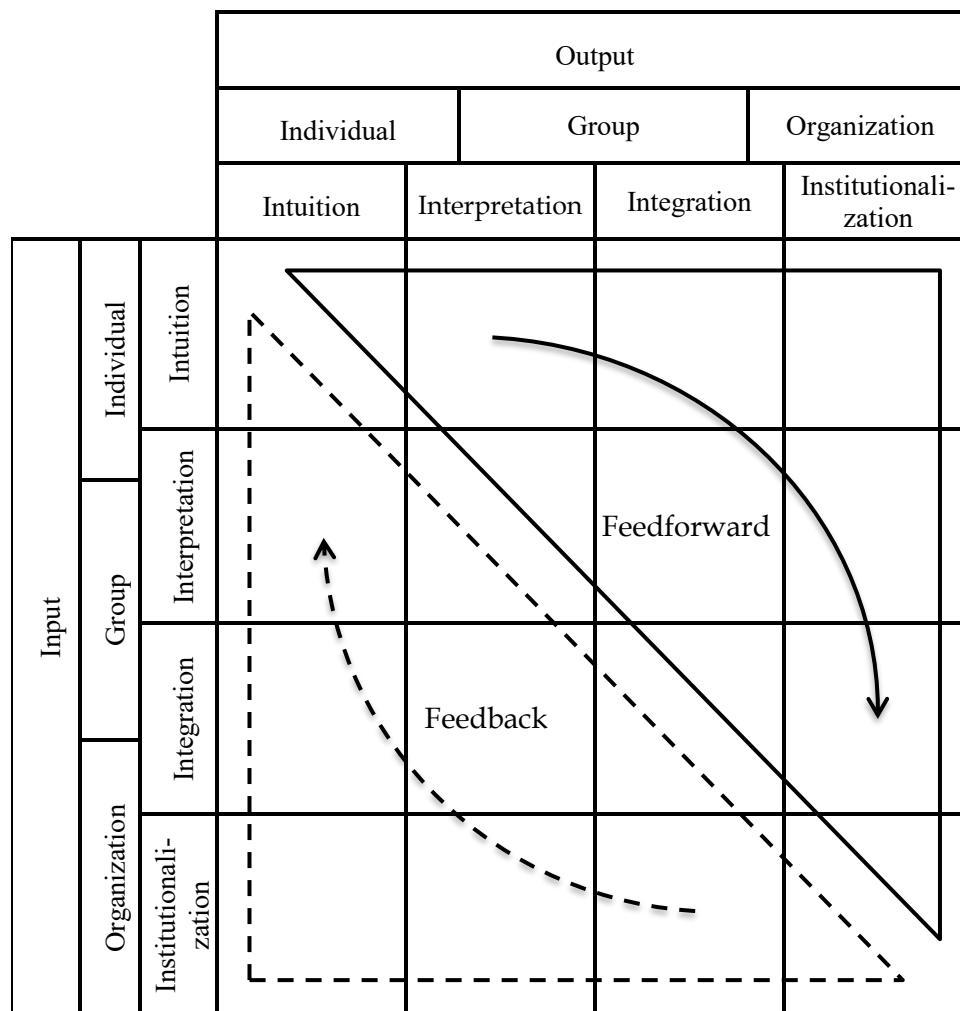 Output
Individual
Group
Organization
Intuition
Interpretation
Integration
Institutionali-
zation
Input
Individual
Group
Organization
Intuition
Interpretation
Integration
Institutionali-
zation
Feedforward
Feedback